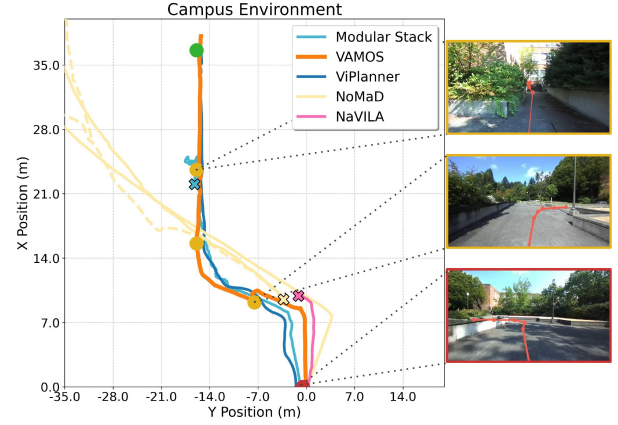 Campus Environment
Modular Stack
VAMOS
ViPlanner
NoMaD
NaVILA
X Position (m)
35.0
28.0
21.0
14.0
7.0
0.0
-35.0 -28.0 -21.0 -14.0 -7.0 0.0 7.0 14.0
Y Position (m)